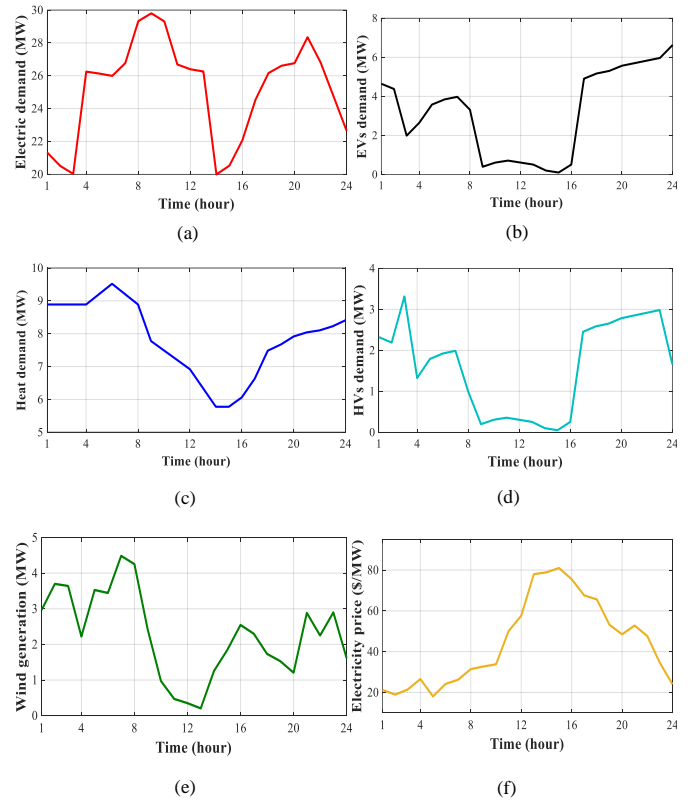 30
28
26
24
22
20
Electric demand (MW)
1 4 8 12 16 20 24
Time (hour)
(a)
8
6
4
2
0
EVs demand (MW)
1 4 8 12 16 20 24
Time (hour)
(b)
10
9
8
7
6
5
Heat demand (MW)
1 4 8 12 16 20 24
Time (hour)
(c)
4
3
2
1
0
HVs demand (MW)
1 4 8 12 16 20 24
Time (hour)
(d)
5
4
3
2
1
0
Wind generation (MW)
1 4 8 12 16 20 24
Time (hour)
(e)
80
60
40
20
Electricity price ($/MW)
1 4 8 12 16 20 24
Time (hour)
(f)